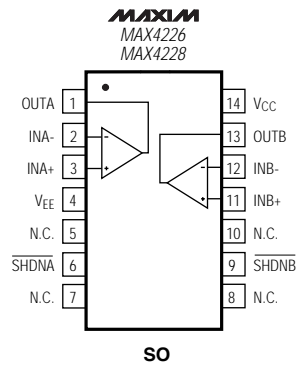 MAXIM
MAX4226
MAX4228
OUTA 1 14 VCC
INA- 2 13 OUTB
INA+ 3 12 INB-
VEE 4 11 INB+
N.C. 5 10 N.C.
SHDNA 6 9 SHDNB
N.C. 7 8 N.C.
- -
+ +
SO